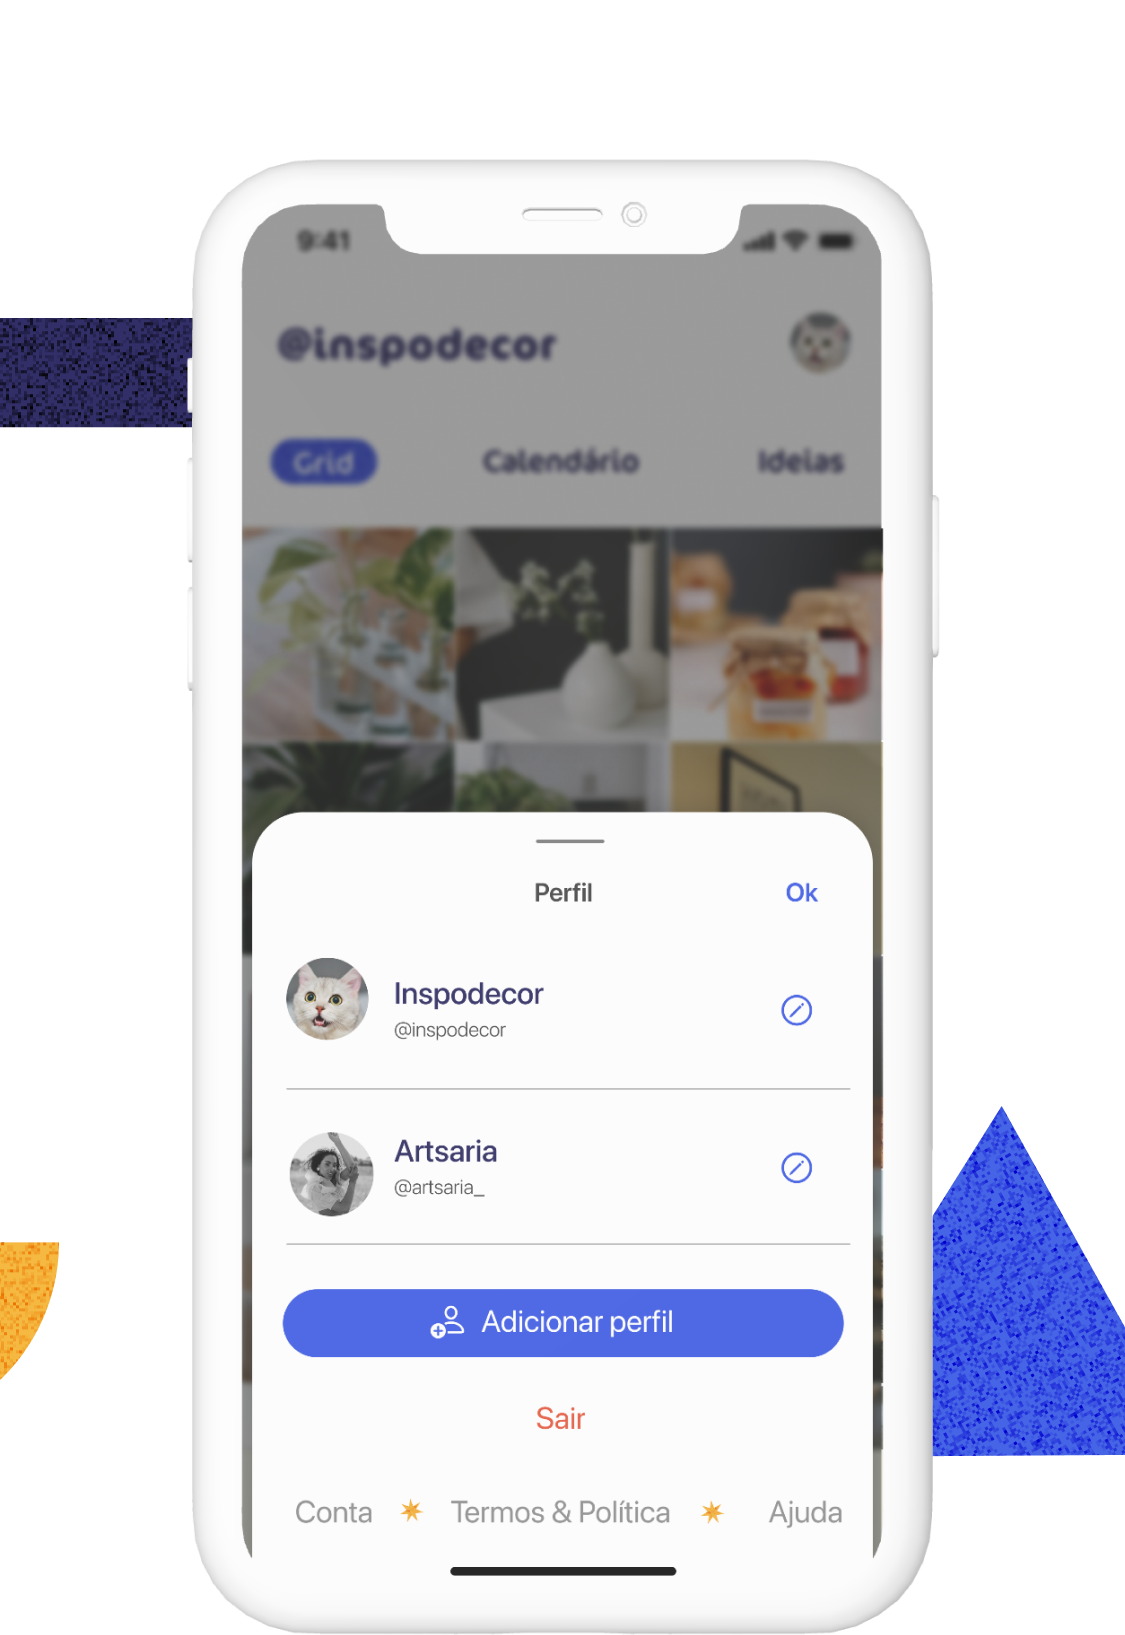 9:41
@inspodecor
Grid Calendário Ideias
Perfil Ok
Inspodecor
@inspodecor
Artsaria
@artsaria_
Adicionar perfil
Sair
Conta Termos & Política Ajuda